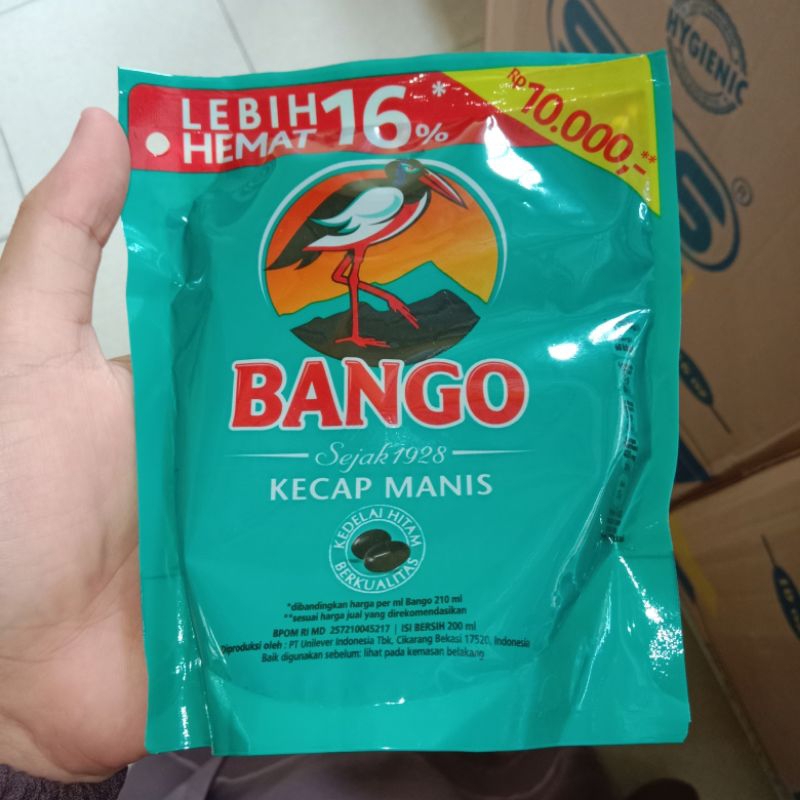 LEBIH
HEMAT 16%*
Rp.10.000,-**
BANGO
Sejak 1928
KECAP MANIS
KEDELAI HITAM
BERKUALITAS
*dibandingkan harga per ml Bango 210 ml
**sesuai harga jual yang direkomendasikan
BPOM RI MD 257210045217 | ISI BERSIH 200 ml
Diproduksi oleh : PT Unilever Indonesia Tbk, Cikarang Bekasi 17520, Indonesia
Baik digunakan sebelum: lihat pada kemasan belakang
HYGIENIC
®